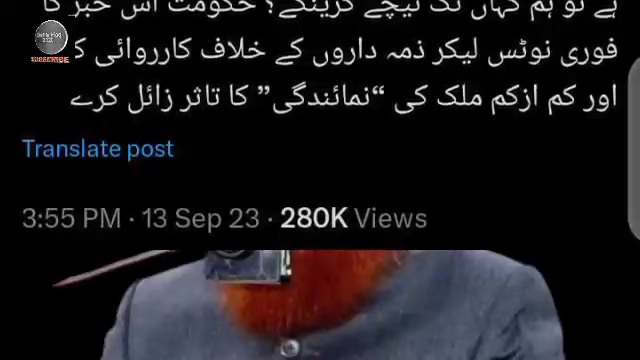 ہے تو ہم کہاں تک نیچے گرینگے؟ حکومت اس خبر کا
فوری نوٹس لیکر ذمہ داروں کے خلاف کارروائی
اور کم ازکم ملک کی “نمائندگی” کا تاثر زائل کرے
Translate post
3:55 PM · 13 Sep 23 · 280K Views
SUBSCRIBE